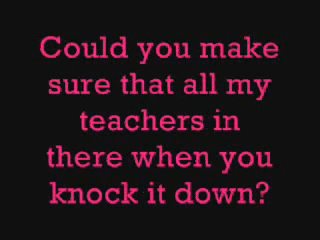 Could you make
sure that all my
teachers in
there when you
knock it down?